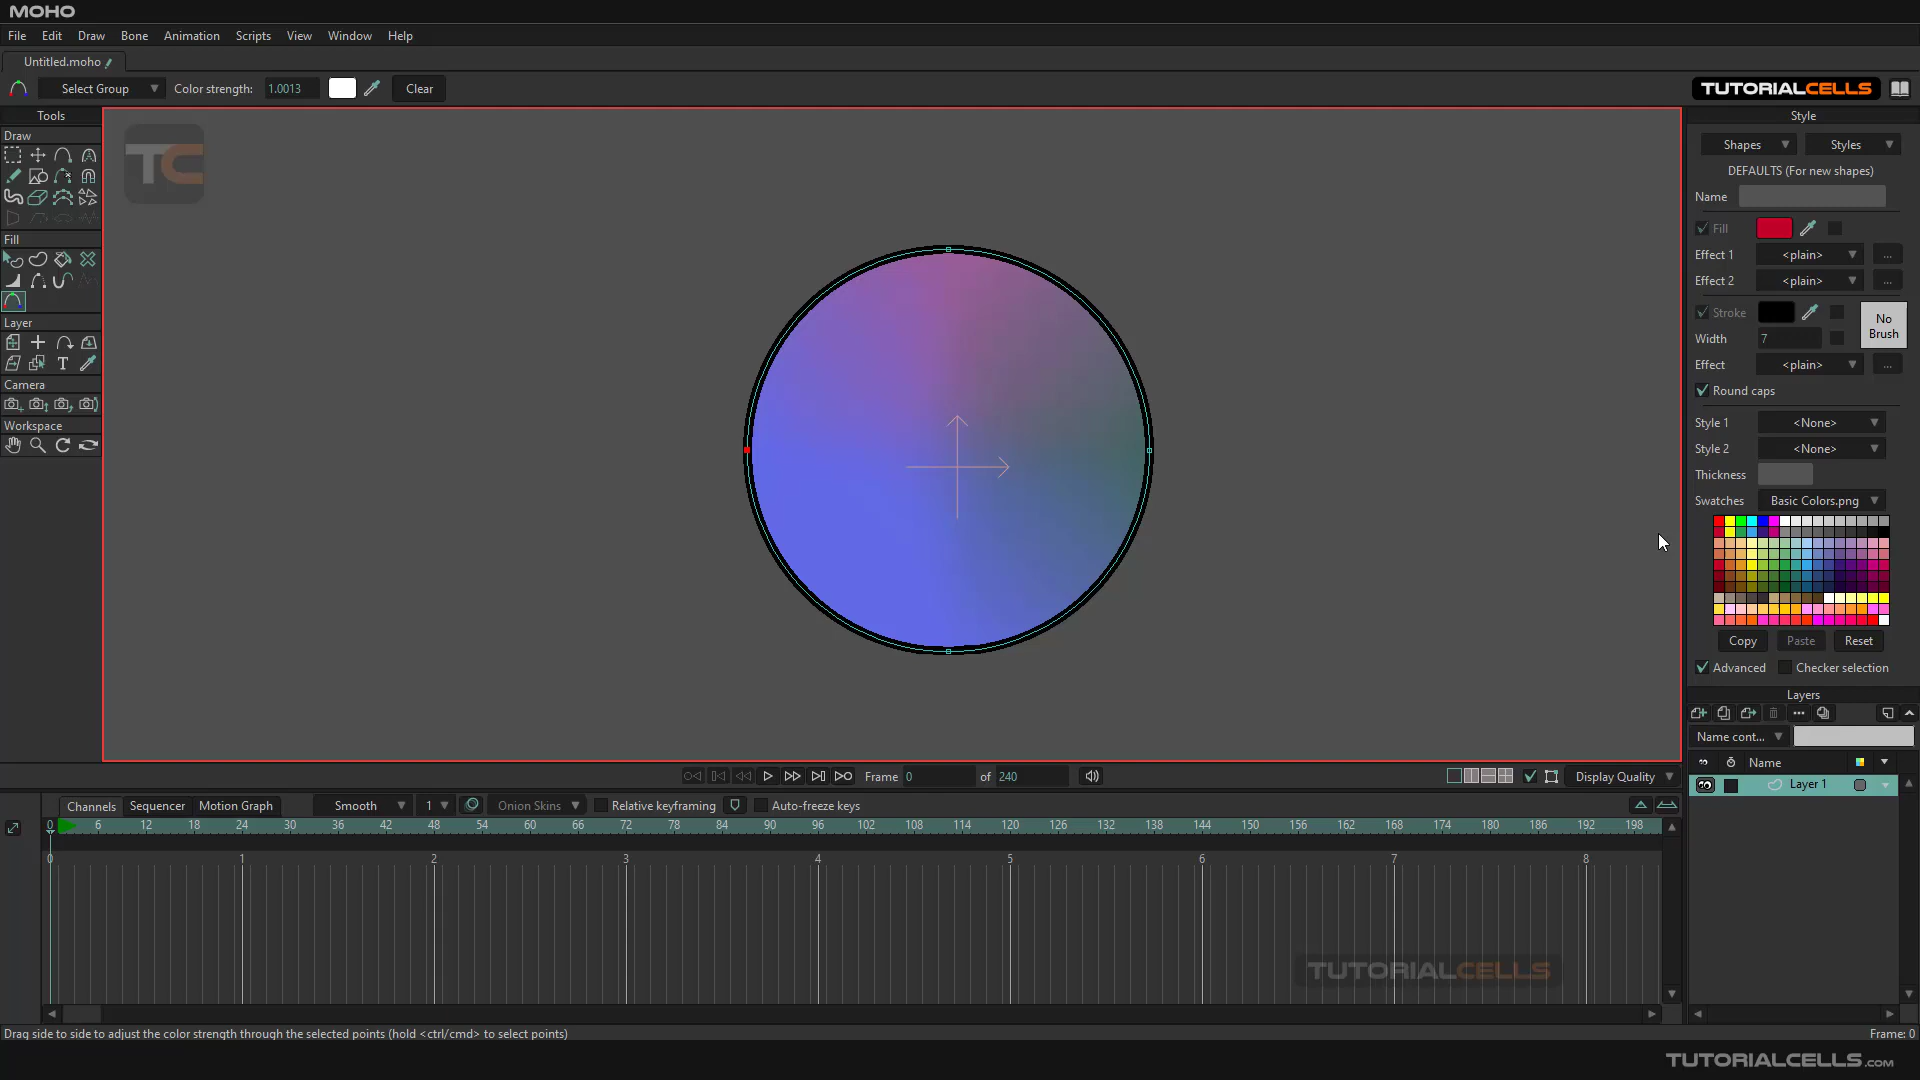 MOHO
File Edit Draw Bone Animation Scripts View Window Help
Untitled.moho
Select Group Color strength: 1.0013 Clear
TUTORIALCELLS
Tools
Draw
Fill
Layer
Camera
Workspace
TC
Style
Shapes Styles
DEFAULTS (For new shapes)
Name
Fill
Effect 1 <plain> ...
Effect 2 <plain> ...
Stroke
No Brush
Width 7
Effect <plain> ...
Round caps
Style 1 <None>
Style 2 <None>
Thickness
Swatches Basic Colors.png
Copy Paste Reset
Advanced Checker selection
Layers
Name cont...
Name
Layer 1
Frame 0 of 240
Display Quality
Channels Sequencer Motion Graph Smooth 1 Onion Skins Relative keyframing Auto-freeze keys
0 6 12 18 24 30 36 42 48 54 60 66 72 78 84 90 96 102 108 114 120 126 132 138 144 150 156 162 168 174 180 186 192 198
0 1 2 3 4 5 6 7 8
TUTORIALCELLS
Drag side to side to adjust the color strength through the selected points (hold <ctrl/cmd> to select points)
Frame: 0
TUTORIALCELLS.COM